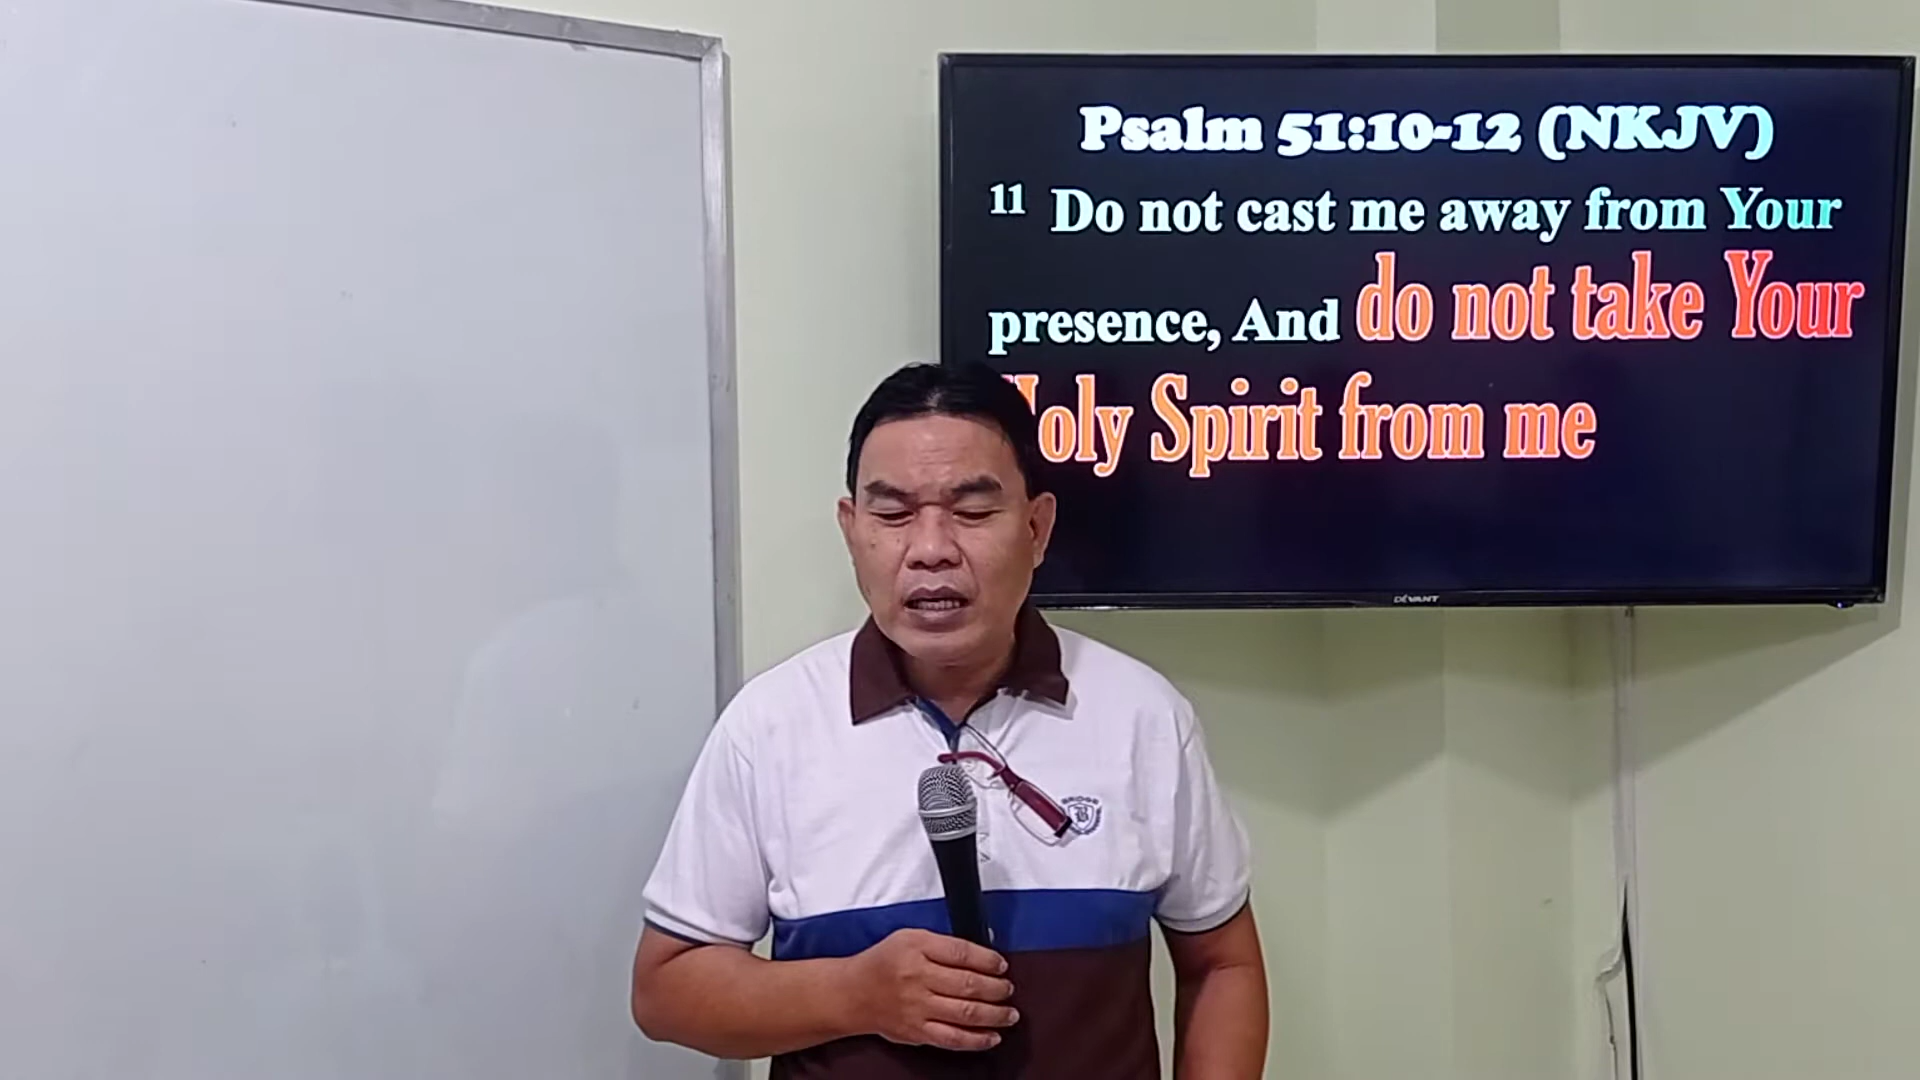 Psalm 51:10-12 (NKJV)
11 Do not cast me away from Your
presence, And do not take Your
Holy Spirit from me
DEVANT